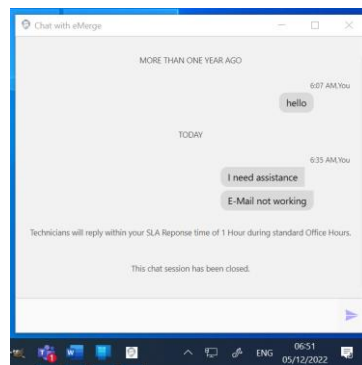 Chat with eMerge
MORE THAN ONE YEAR AGO
6:07 AM,You
hello
TODAY
6:35 AM,You
I need assistance
E-Mail not working
Technicians will reply within your SLA Reponse time of 1 Hour during standard Office Hours.
This chat session has been closed.
06:51
ENG
05/12/2022